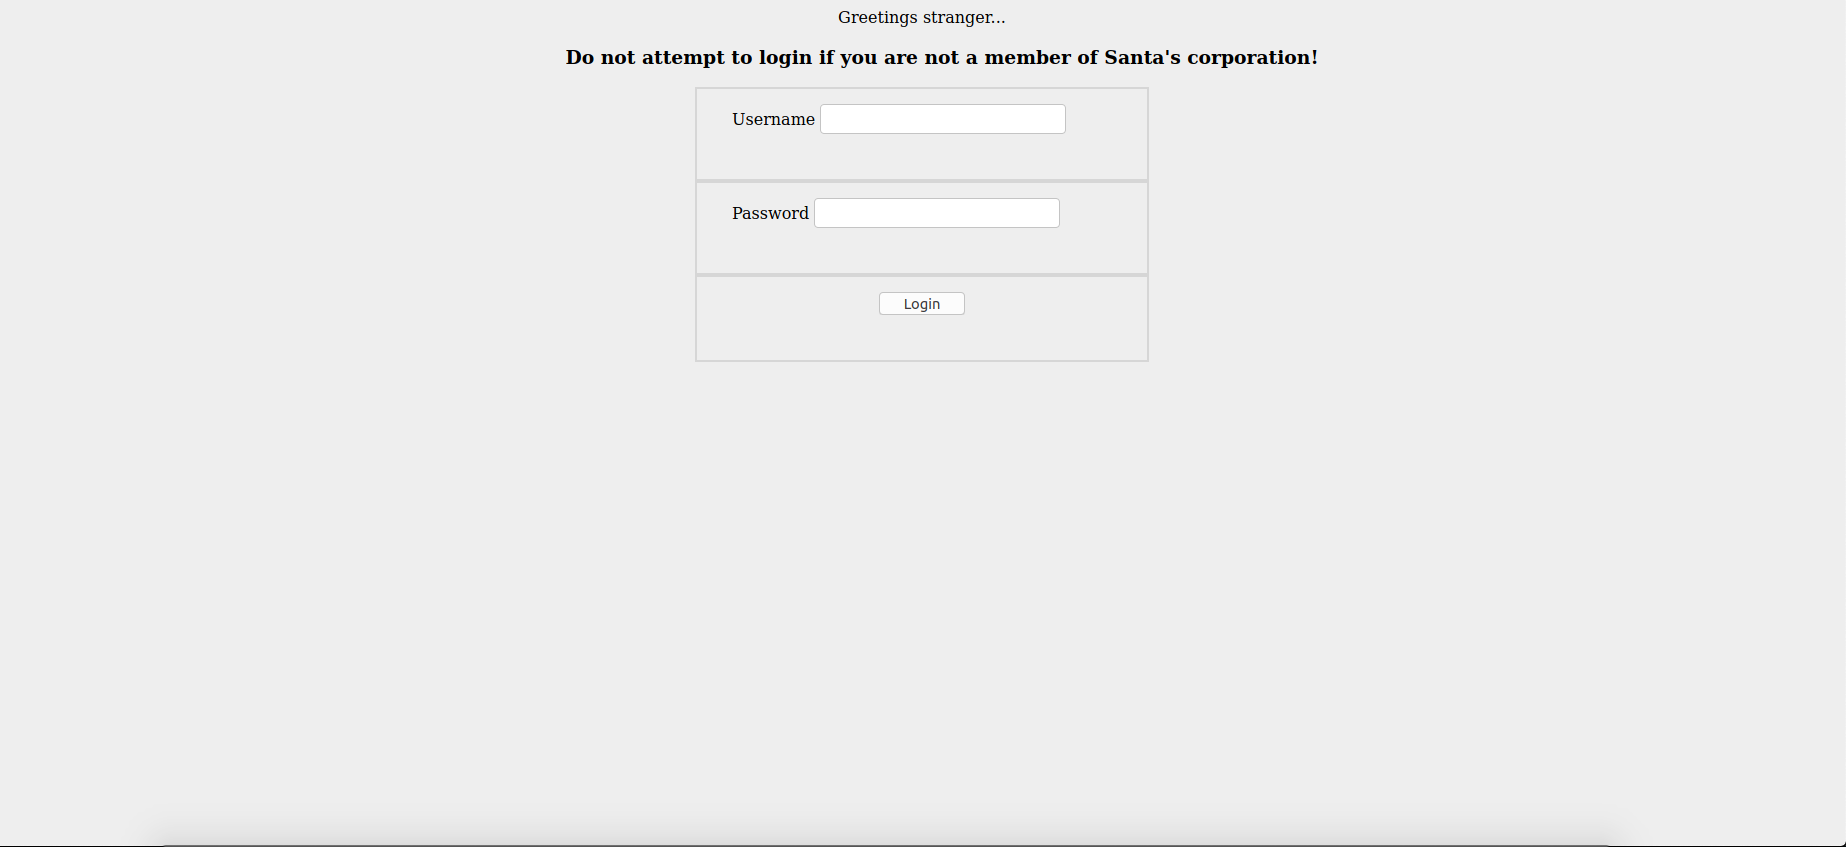 Greetings stranger...
Do not attempt to login if you are not a member of Santa's corporation!
Username
Password
Login